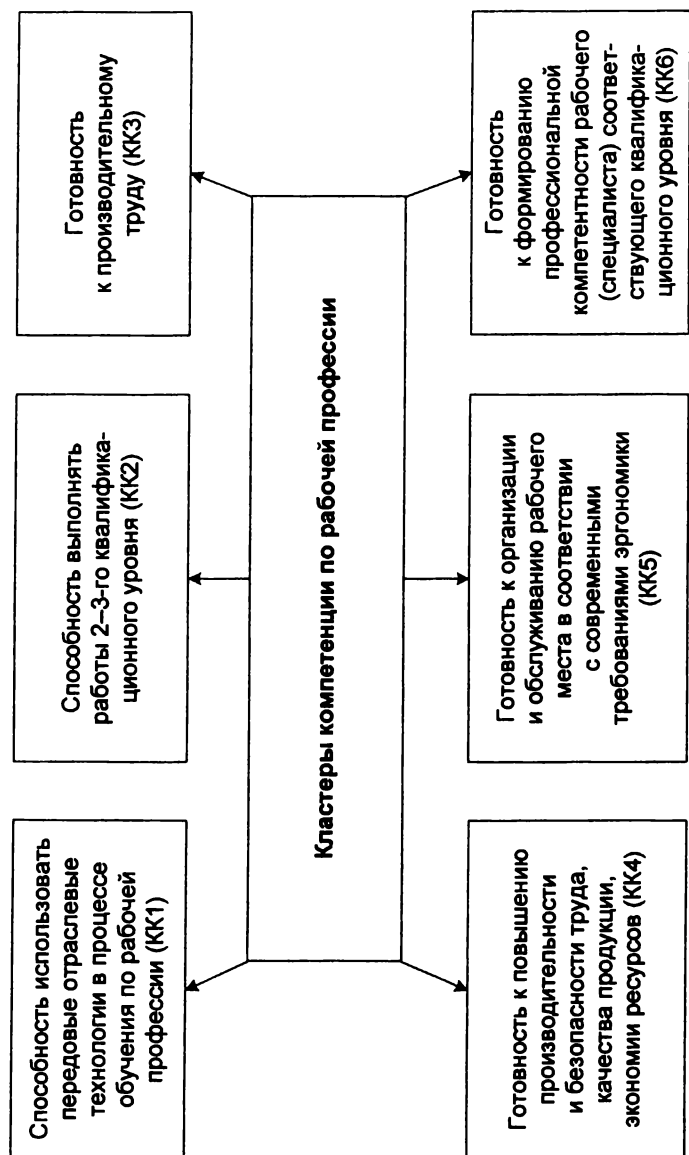 Способность использовать
передовые отраслевые
технологии в процессе
обучения по рабочей
профессии (КК1)
Способность выполнять
работы 2–3-го квалифика-
ционного уровня (КК2)
Готовность
к производительному
труду (КК3)
Кластеры компетенции по рабочей профессии
Готовность к повышению
производительности
и безопасности труда,
качества продукции,
экономии ресурсов (КК4)
Готовность к организации
и обслуживанию рабочего
места в соответствии
с современными
требованиями эргономики
(КК5)
Готовность
к формированию
профессиональной
компетентности рабочего
(специалиста) соответ-
ствующего квалифика-
ционного уровня (КК6)